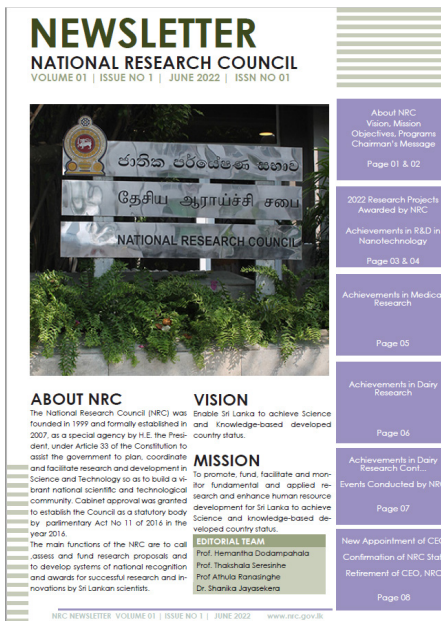 NEWSLETTER
NATIONAL RESEARCH COUNCIL
VOLUME 01 | ISSUE NO 1 | JUNE 2022 | ISSN NO 01
ජාතික පර්යේෂණ සභාව
தேசிய ஆராய்ச்சி சபை
NATIONAL RESEARCH COUNCIL
About NRC
Vision, Mission
Objectives, Programs
Chairman's Message
Page 01 & 02
2022 Research Projects
Awarded by NRC
Achievements in R&D in
Nanotechnology
Page 03 & 04
Achievements in Medica
Research
Page 05
Achievements in Dairy
Research
Page 06
Achievements in Dairy
Research Cont...
Events Conducted by NR
Page 07
New Appointment of CE
Confirmation of NRC Staf
Retirement of CEO, NRC
Page 08
ABOUT NRC
The National Research Council (NRC) was
founded in 1999 and formally established in
2007, as a special agency by H.E. the Presi-
dent, under Article 33 of the Constitution to
assist the government to plan, coordinate
and facilitate research and development in
Science and Technology so as to build a vi-
brant national scientific and technological
community. Cabinet approval was granted
to establish the Council as a statutory body
by parlimentary Act No 11 of 2016 in the
year 2016.
The main functions of the NRC are to call
.assess and fund research proposals and
to develop systems of national recognition
and awards for successful research and in-
novations by Sri Lankan scientists.
VISION
Enable Sri Lanka to achieve Science
and Knowledge-based developed
country status.
MISSION
To promote, fund, facilitate and mon-
itor fundamental and applied re-
search and enhance human resource
development for Sri Lanka to achieve
Science and knowledge-based de-
veloped country status.
EDITORIAL TEAM
Prof. Hemantha Dodampahala
Prof. Thakshala Seresinhe
Prof Athula Ranasinghe
Dr. Shanika Jayasekera
NRC NEWSLETTER VOLUME 01 | ISSUE NO 1 | JUNE 2022 www.nrc.gov.lk